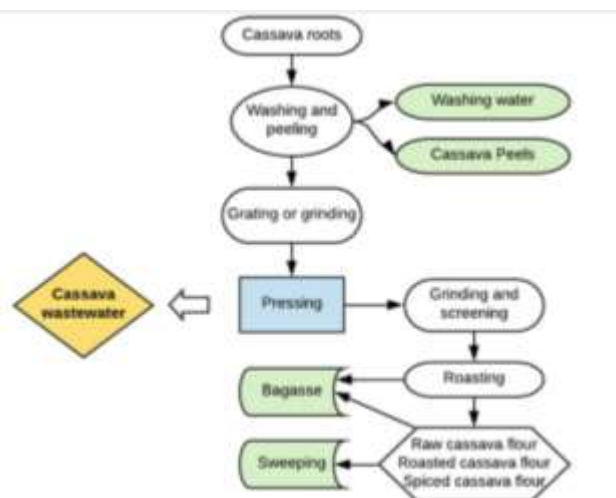 Cassava roots
Washing and
peeling
Washing water
Cassava Peels
Grating or grinding
Cassava
wastewater
Pressing
Grinding and
screening
Roasting
Bagasse
Raw cassava flour
Roasted cassava flour
Spiced cassava flour
Sweeping